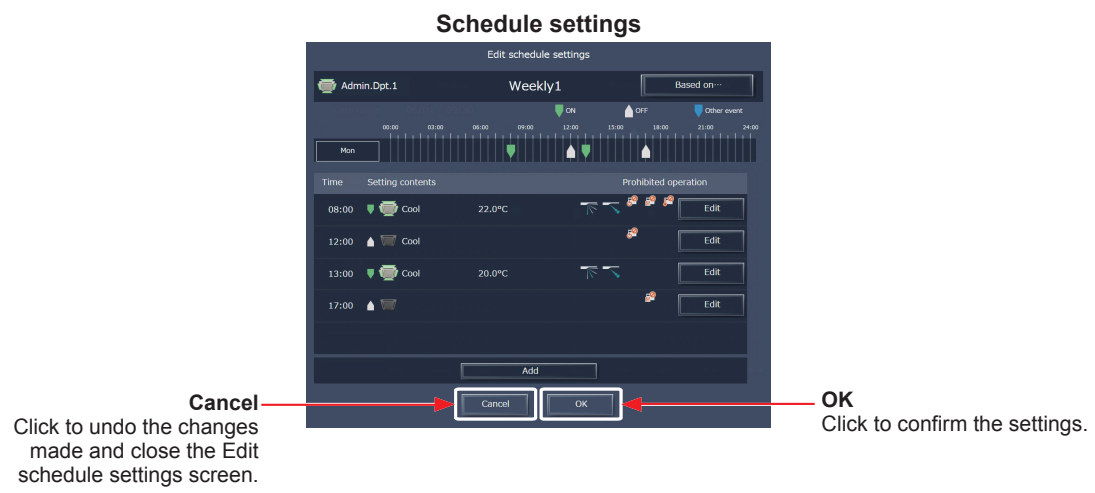 Schedule settings
Edit schedule settings
Admin.Dpt.1 Weekly1 Based on···
ON OFF Other event
00:00 03:00 06:00 09:00 12:00 15:00 18:00 21:00 24:00
Mon
Time Setting contents Prohibited operation
08:00 Cool 22.0°C Edit
12:00 Cool Edit
13:00 Cool 20.0°C Edit
17:00 Edit
Add
Cancel OK
Cancel
Click to undo the changes
made and close the Edit
schedule settings screen.
OK
Click to confirm the settings.